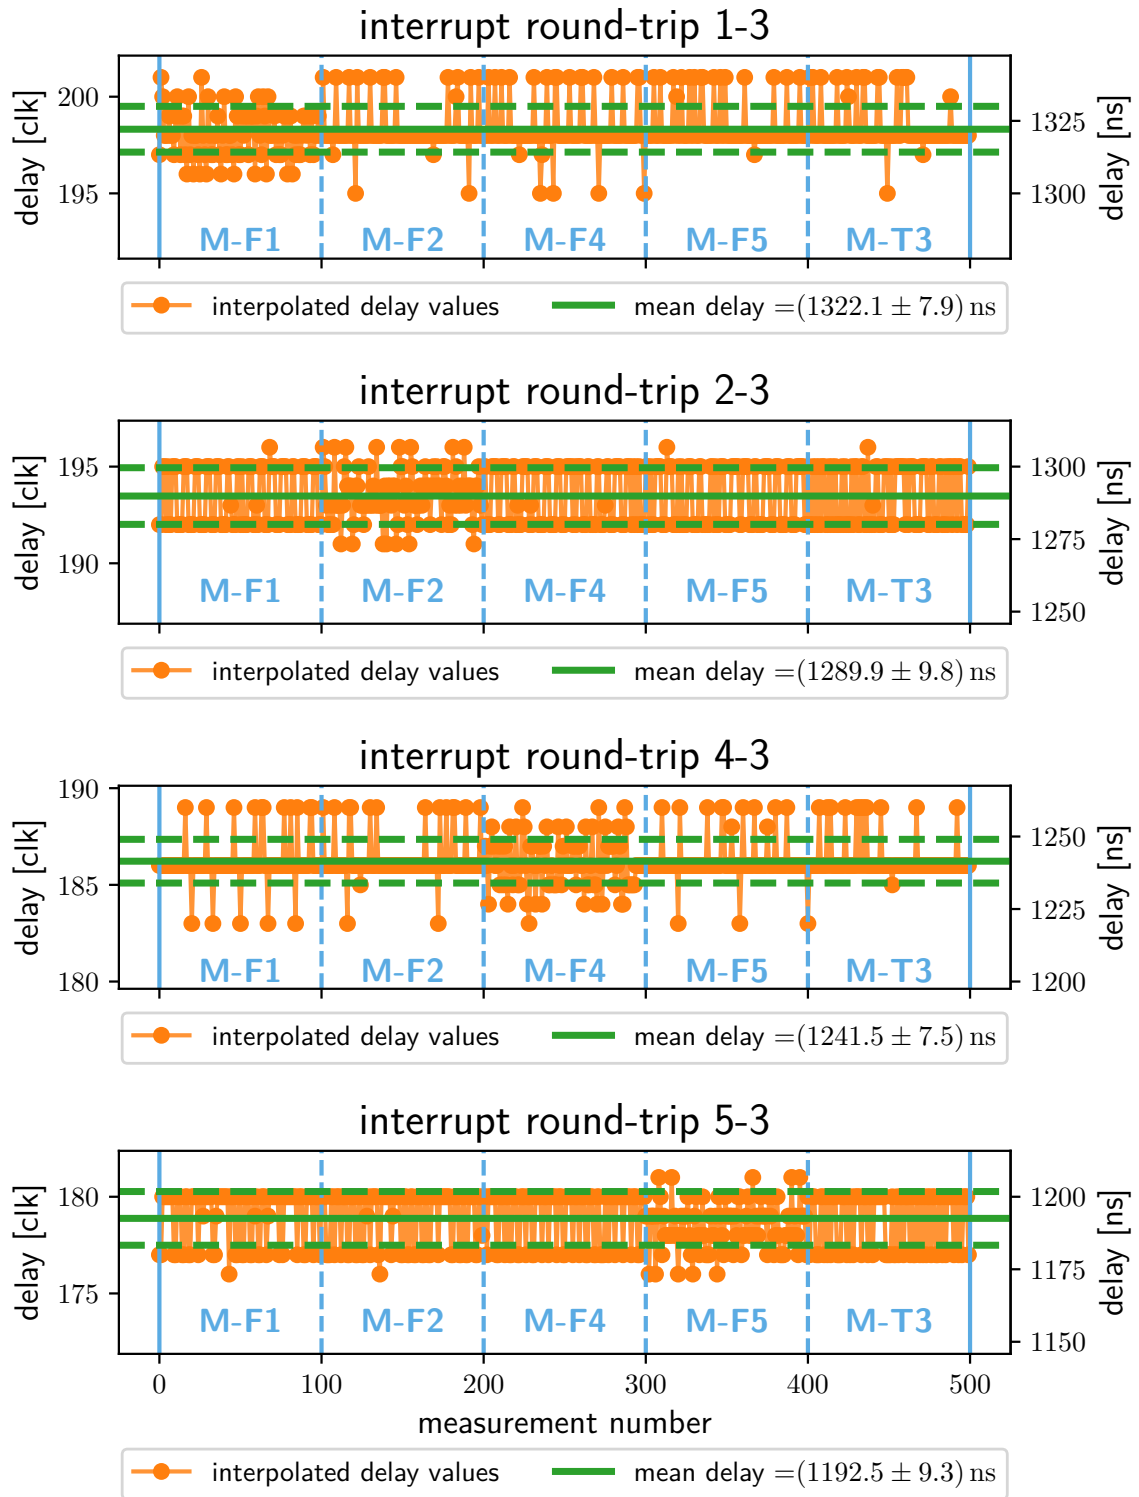 interrupt round-trip 1-3
200
195
delay [clk]
1325
1300
delay [ns]
M-F1 M-F2 M-F4 M-F5 M-T3
interpolated delay values mean delay =(1322.1 ± 7.9) ns
interrupt round-trip 2-3
195
190
delay [clk]
1300
1275
1250
delay [ns]
M-F1 M-F2 M-F4 M-F5 M-T3
interpolated delay values mean delay =(1289.9 ± 9.8) ns
interrupt round-trip 4-3
190
185
180
delay [clk]
1250
1225
1200
delay [ns]
M-F1 M-F2 M-F4 M-F5 M-T3
interpolated delay values mean delay =(1241.5 ± 7.5) ns
interrupt round-trip 5-3
180
175
delay [clk]
1200
1175
1150
delay [ns]
M-F1 M-F2 M-F4 M-F5 M-T3
0 100 200 300 400 500
measurement number
interpolated delay values mean delay =(1192.5 ± 9.3) ns